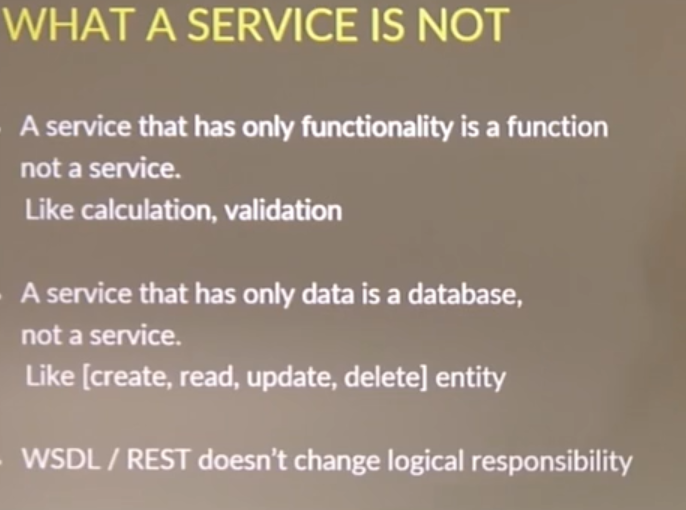 WHAT A SERVICE IS NOT
A service that has only functionality is a function
not a service.
Like calculation, validation
A service that has only data is a database,
not a service.
Like [create, read, update, delete] entity
WSDL / REST doesn't change logical responsibility